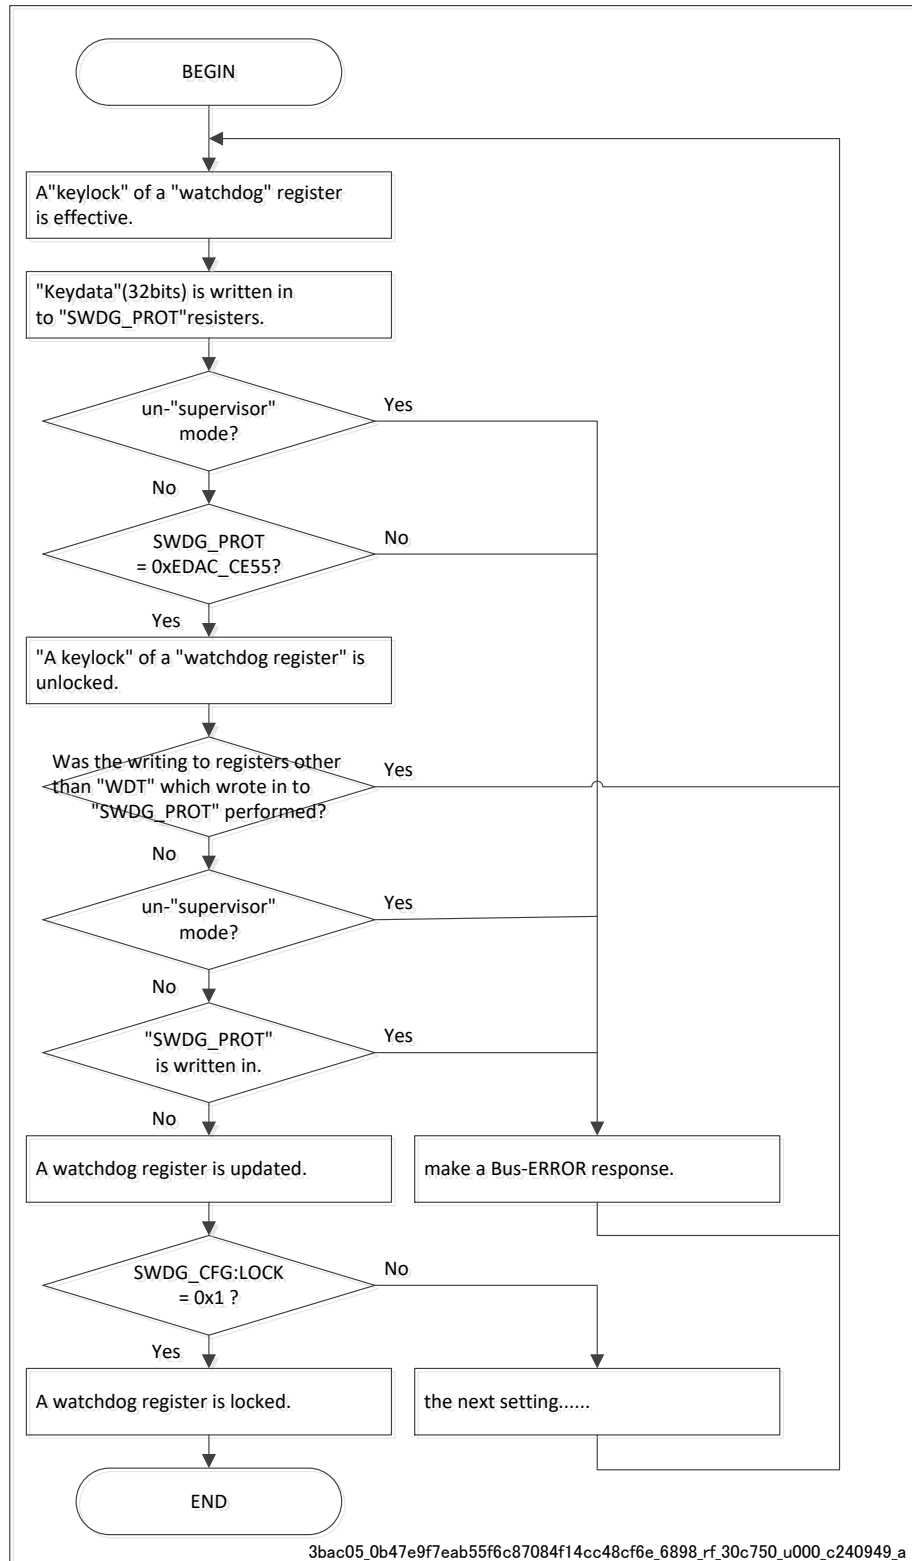 BEGIN
A"keylock" of a "watchdog" register
is effective.
"Keydata"(32bits) is written in
to "SWDG_PROT"resisters.
un-"supervisor"
mode?
Yes
No
SWDG_PROT
= 0xEDAC_CE55?
No
Yes
"A keylock" of a "watchdog register" is
unlocked.
Was the writing to registers other
than "WDT" which wrote in to
"SWDG_PROT" performed?
Yes
No
un-"supervisor"
mode?
Yes
No
"SWDG_PROT"
is written in.
Yes
No
A watchdog register is updated.
make a Bus-ERROR response.
SWDG_CFG:LOCK
= 0x1 ?
No
Yes
A watchdog register is locked.
the next setting......
END
3bac05_0b47e9f7eab55f6c87084f14cc48cf6e_6898_rf_30c750_u000_c240949_a